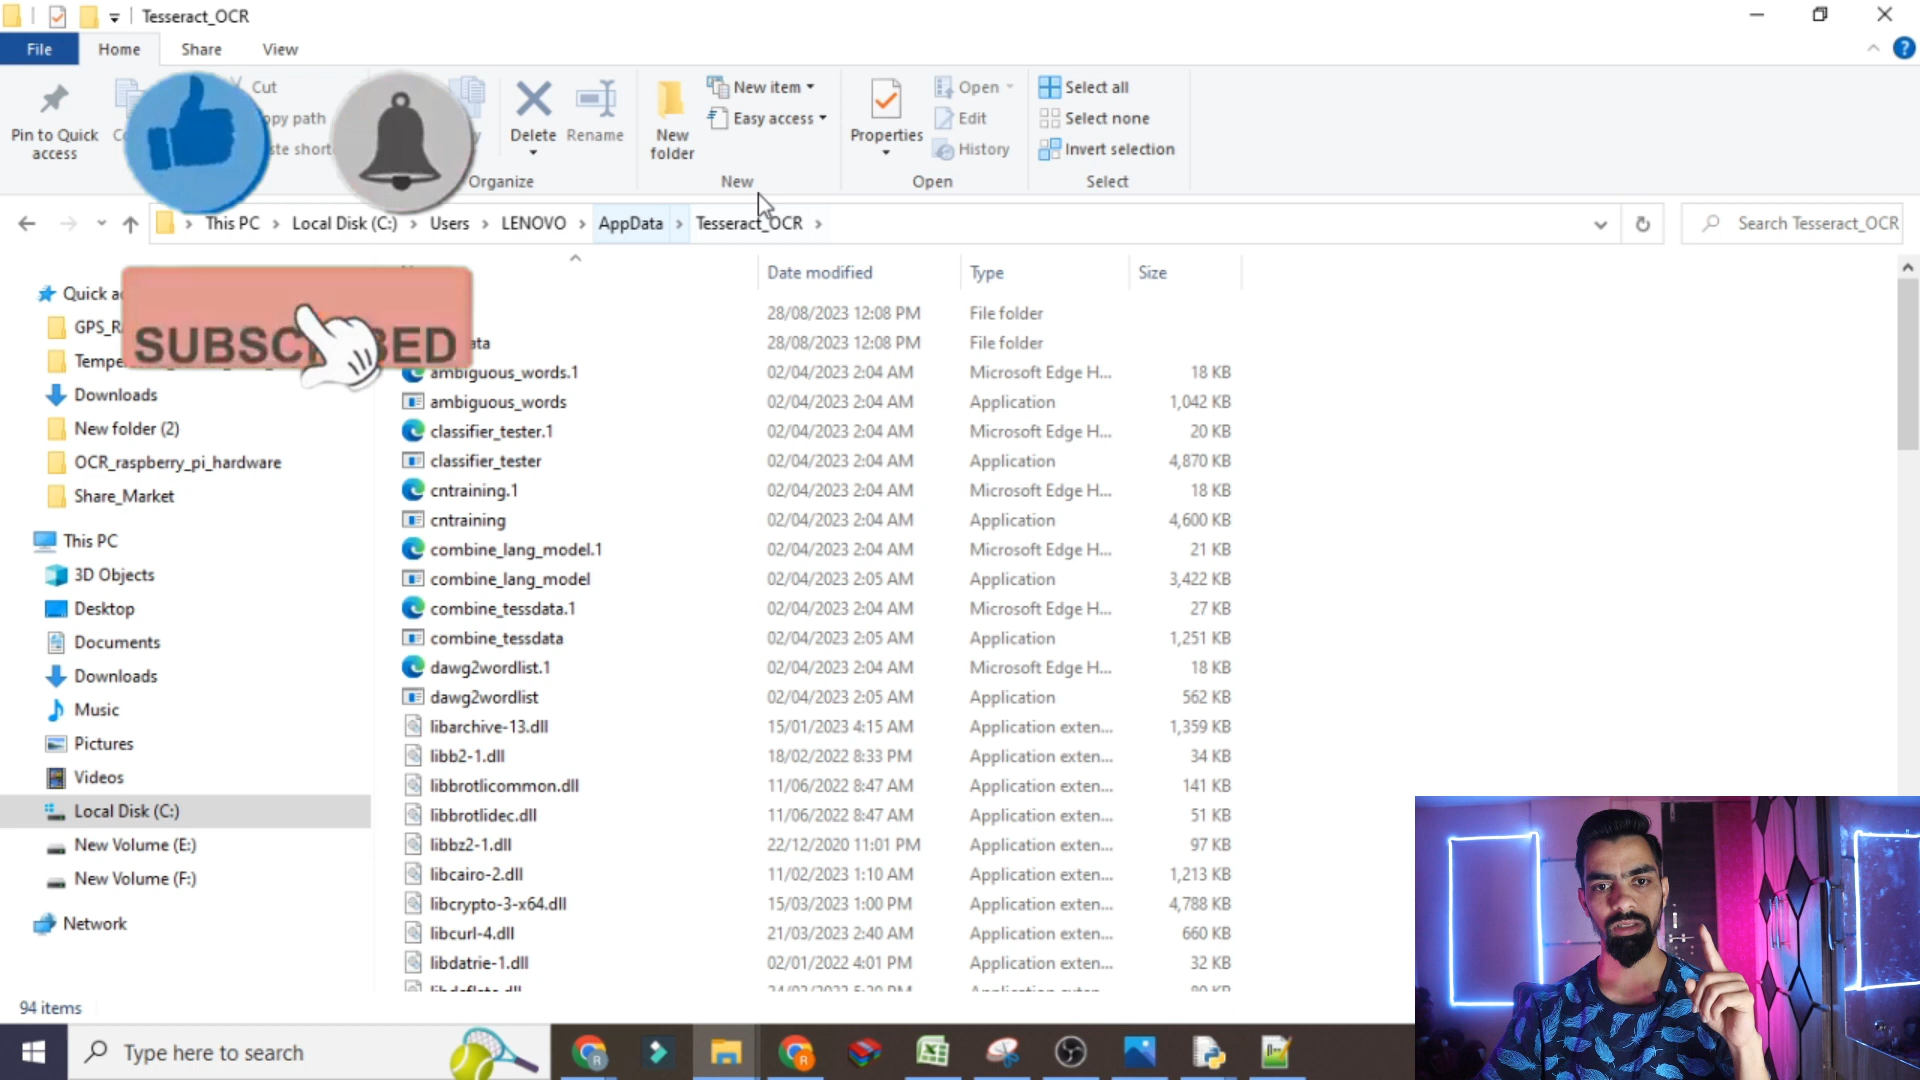 Tesseract_OCR
File Home Share View
Pin to Quick access
Cut
opy path
ste short
Delete
Rename
Organize
New folder
New item
Easy access
New
Properties
Open
Edit
History
Open
Select all
Select none
Invert selection
Select
This PC > Local Disk (C:) > Users > LENOVO > AppData > Tesseract_OCR >
Search Tesseract_OCR
Date modified Type Size
Quick a
GPS_R
Tempe
Downloads
New folder (2)
OCR_raspberry_pi_hardware
Share_Market
This PC
3D Objects
Desktop
Documents
Downloads
Music
Pictures
Videos
Local Disk (C:)
New Volume (E:)
New Volume (F:)
Network
SUBSC BED
28/08/2023 12:08 PM File folder
ata 28/08/2023 12:08 PM File folder
ambiguous_words.1 02/04/2023 2:04 AM Microsoft Edge H... 18 KB
ambiguous_words 02/04/2023 2:04 AM Application 1,042 KB
classifier_tester.1 02/04/2023 2:04 AM Microsoft Edge H... 20 KB
classifier_tester 02/04/2023 2:04 AM Application 4,870 KB
cntraining.1 02/04/2023 2:04 AM Microsoft Edge H... 18 KB
cntraining 02/04/2023 2:04 AM Application 4,600 KB
combine_lang_model.1 02/04/2023 2:04 AM Microsoft Edge H... 21 KB
combine_lang_model 02/04/2023 2:05 AM Application 3,422 KB
combine_tessdata.1 02/04/2023 2:04 AM Microsoft Edge H... 27 KB
combine_tessdata 02/04/2023 2:05 AM Application 1,251 KB
dawg2wordlist.1 02/04/2023 2:04 AM Microsoft Edge H... 18 KB
dawg2wordlist 02/04/2023 2:05 AM Application 562 KB
libarchive-13.dll 15/01/2023 4:15 AM Application exten... 1,359 KB
libb2-1.dll 18/02/2022 8:33 PM Application exten... 34 KB
libbrotlicommon.dll 11/06/2022 8:47 AM Application exten... 141 KB
libbrotlidec.dll 11/06/2022 8:47 AM Application exten... 51 KB
libbz2-1.dll 22/12/2020 11:01 PM Application exten... 97 KB
libcairo-2.dll 11/02/2023 1:10 AM Application exten... 1,213 KB
libcrypto-3-x64.dll 15/03/2023 1:00 PM Application exten... 4,788 KB
libcurl-4.dll 21/03/2023 2:40 AM Application exten... 660 KB
libdatrie-1.dll 02/01/2022 4:01 PM Application exten... 32 KB
94 items
Type here to search